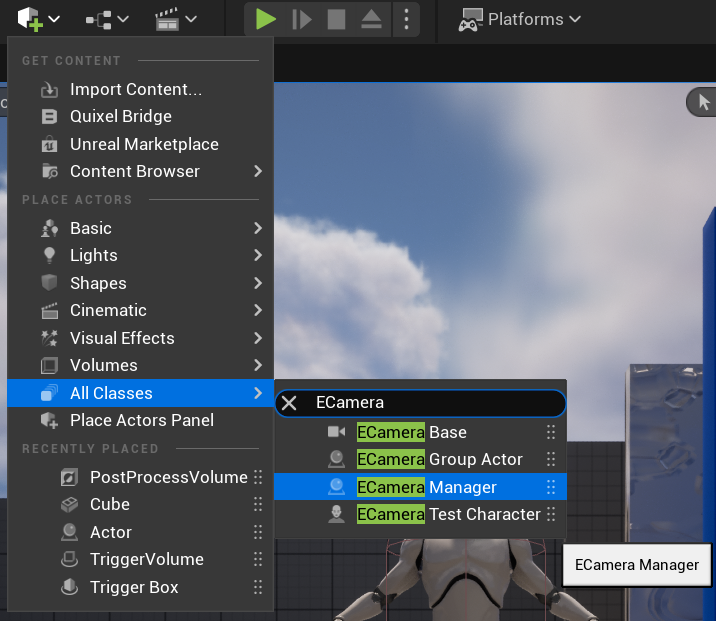 Platforms
GET CONTENT
Import Content...
Quixel Bridge
Unreal Marketplace
Content Browser
PLACE ACTORS
Basic
Lights
Shapes
Cinematic
Visual Effects
Volumes
All Classes
ECamera
Place Actors Panel
ECamera Base
RECENTLY PLACED
ECamera Group Actor
PostProcessVolume
ECamera Manager
Cube
ECamera Test Character
Actor
TriggerVolume
ECamera Manager
Trigger Box